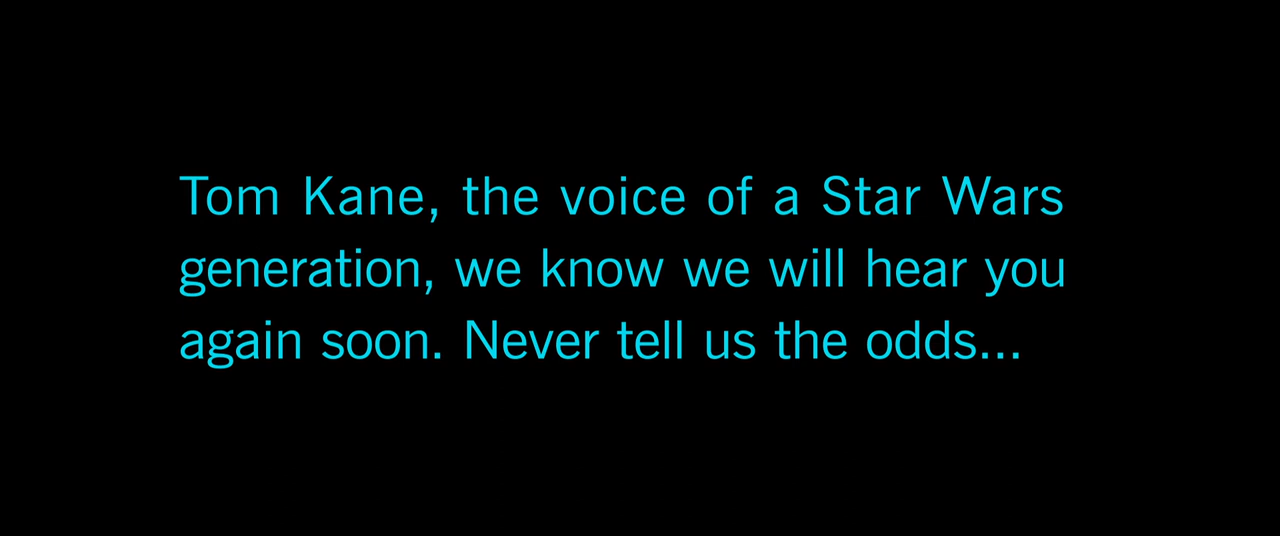 Tom Kane, the voice of a Star Wars
generation, we know we will hear you
again soon. Never tell us the odds...